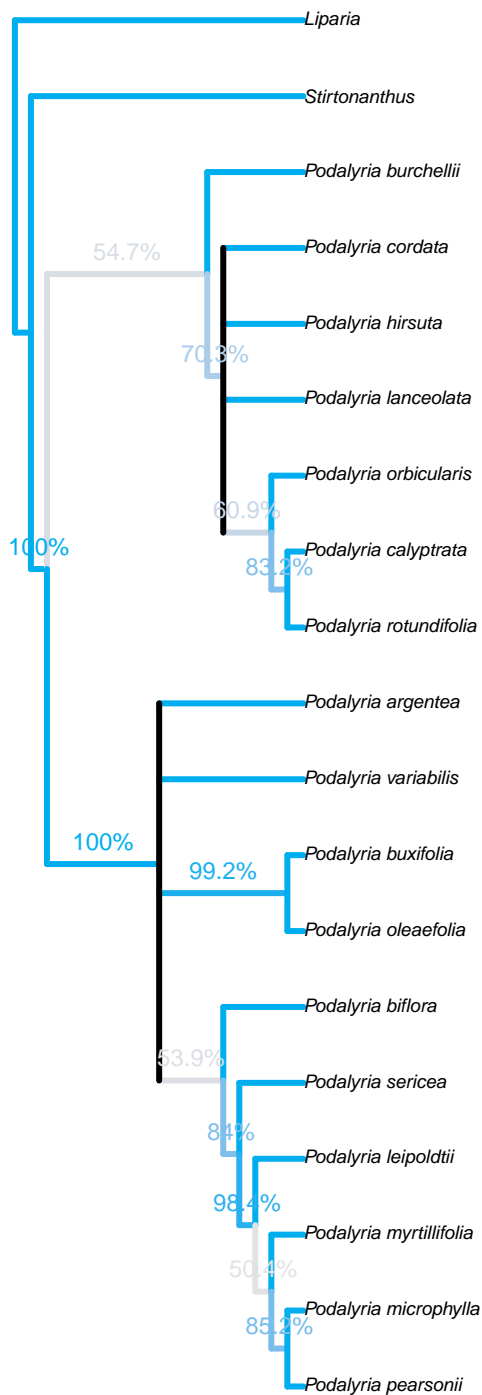 Liparia
Stirtonanthus
Podalyria burchellii
54.7%
Podalyria cordata
Podalyria hirsuta
70.3%
Podalyria lanceolata
Podalyria orbicularis
60.9%
100%
Podalyria calyptrata
83.2%
Podalyria rotundifolia
Podalyria argentea
Podalyria variabilis
100%
Podalyria buxifolia
99.2%
Podalyria oleaefolia
Podalyria biflora
53.9%
Podalyria sericea
84%
Podalyria leipoldtii
98.4%
Podalyria myrtillifolia
50.4%
Podalyria microphylla
85.2%
Podalyria pearsonii